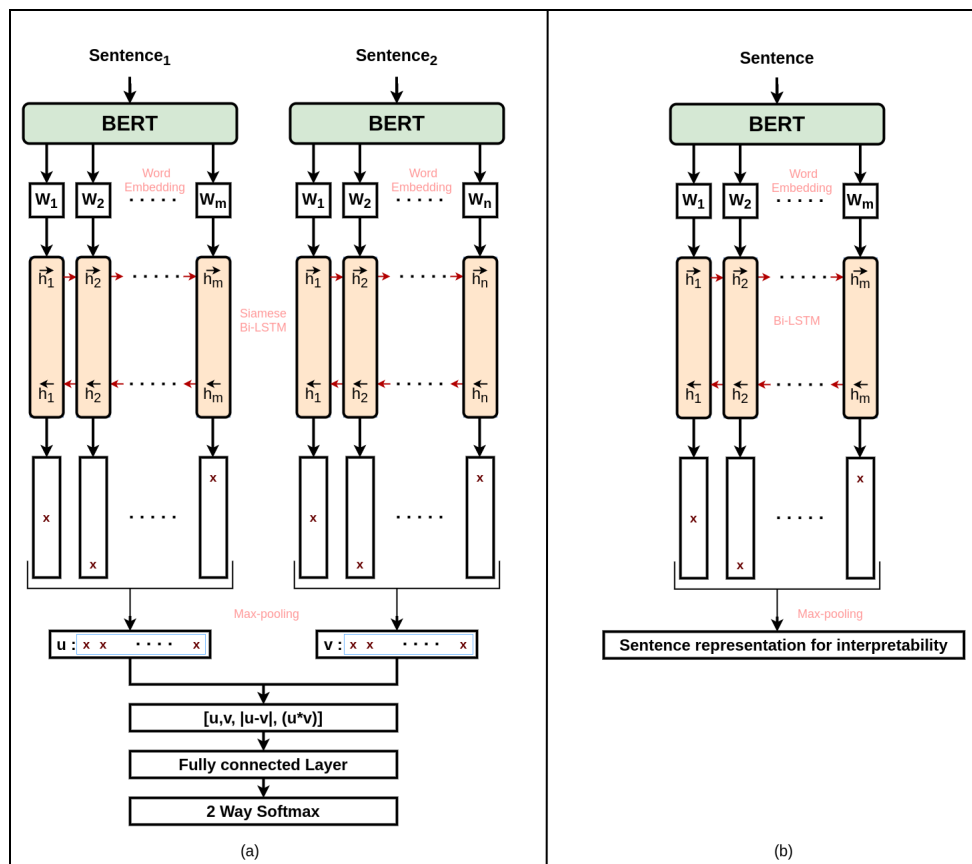 Sentence1 Sentence2 Sentence
BERT BERT BERT
Word Embedding Word Embedding Word Embedding
W1 W2 · · · · · Wm W1 W2 · · · · · Wn W1 W2 · · · · · Wm
h1 h2 · · · · · hm h1 h2 · · · · · hn h1 h2 · · · · · hm
Siamese Bi-LSTM Bi-LSTM
h1 h2 · · · · · hm h1 h2 · · · · · hn h1 h2 · · · · · hm
x x x
x · · · · · x · · · · · x · · · · ·
x x x
Max-pooling Max-pooling
u : x x · · · · x v : x x · · · · x Sentence representation for interpretability
[u,v, |u-v|, (u*v)]
Fully connected Layer
2 Way Softmax
(a) (b)